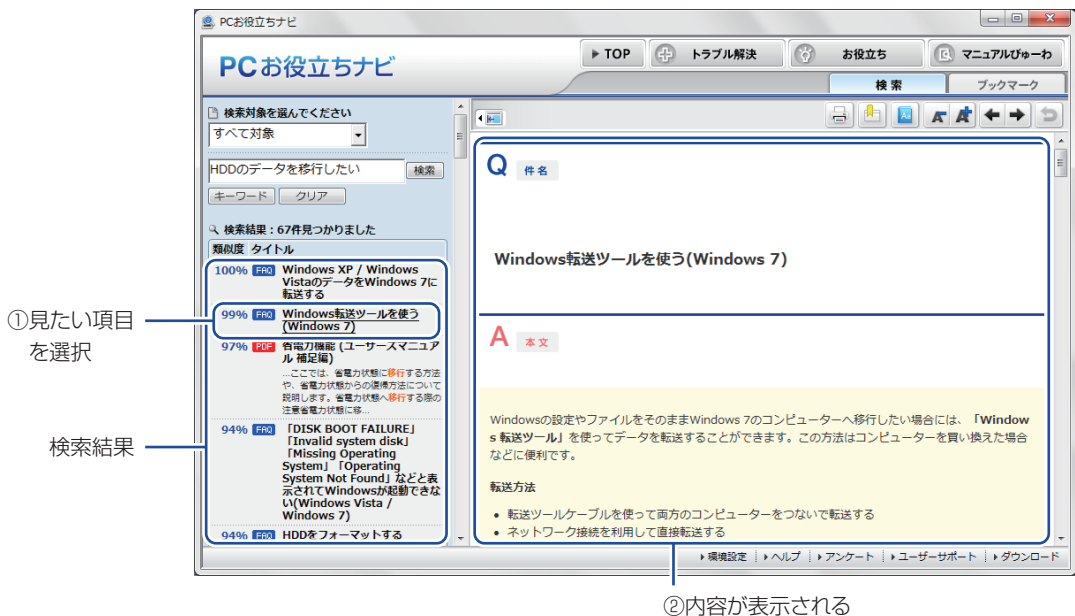 PCお役立ちナビ
PCお役立ちナビ
TOP
トラブル解決
お役立ち
マニュアルびゅーわ
検索
ブックマーク
検索対象を選んでください
すべて対象
HDDのデータを移行したい
検索
キーワード
クリア
検索結果：67件見つかりました
類似度 タイトル
100% FAQ Windows XP / Windows
VistaのデータをWindows 7に
転送する
99% FAQ Windows転送ツールを使う
(Windows 7)
97% PDF 省電力機能 (ユーザーズマニュア
ル 補足編)
...ここでは、省電力状態に移行する方法
や、省電力状態からの復帰方法について
説明します。省電力状態へ移行する際の
注意省電力状態に移...
94% FAQ 「DISK BOOT FAILURE」
「Invalid system disk」
「Missing Operating
System」「Operating
System Not Found」などと表
示されてWindowsが起動できな
い(Windows Vista /
Windows 7)
94% FAQ HDDをフォーマットする
Q 件名
Windows転送ツールを使う(Windows 7)
A 本文
Windowsの設定やファイルをそのままWindows 7のコンピューターへ移行したい場合には、「Window
s 転送ツール」を使ってデータを転送することができます。この方法はコンピューターを買い換えた場合
などに便利です。
転送方法
• 転送ツールケーブルを使って両方のコンピューターをつないで転送する
• ネットワーク接続を利用して直接転送する
環境設定
ヘルプ
アンケート
ユーザーサポート
ダウンロード
①見たい項目
を選択
検索結果
②内容が表示される